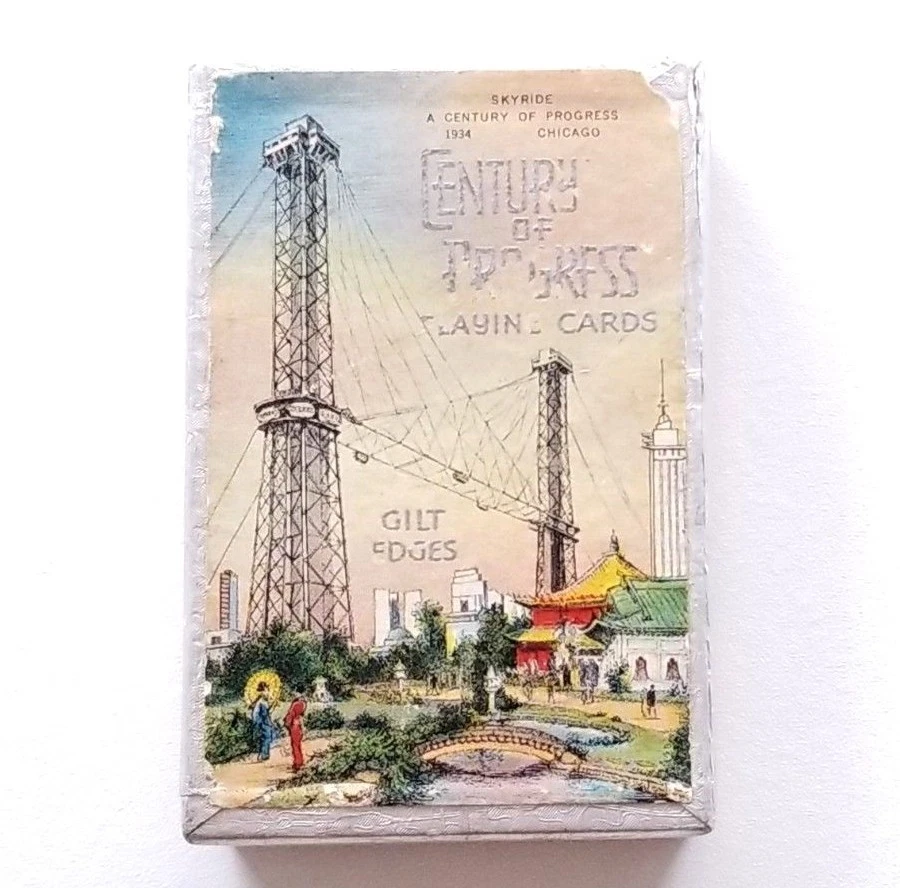 SKYRIDE
A CENTURY OF PROGRESS
1934 CHICAGO
CENTURY
OF
PROGRESS
PLAYING CARDS
GILT
EDGES